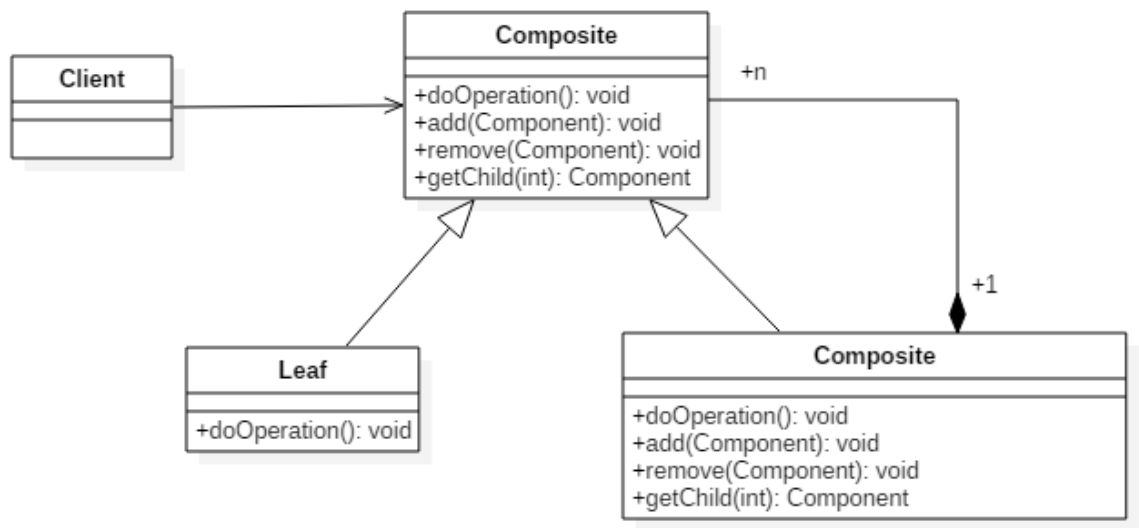 Composite
Client
+n
+doOperation(): void
+add(Component): void
+remove(Component): void
+getChild(int): Component
+1
Leaf
+doOperation(): void
Composite
+doOperation(): void
+add(Component): void
+remove(Component): void
+getChild(int): Component